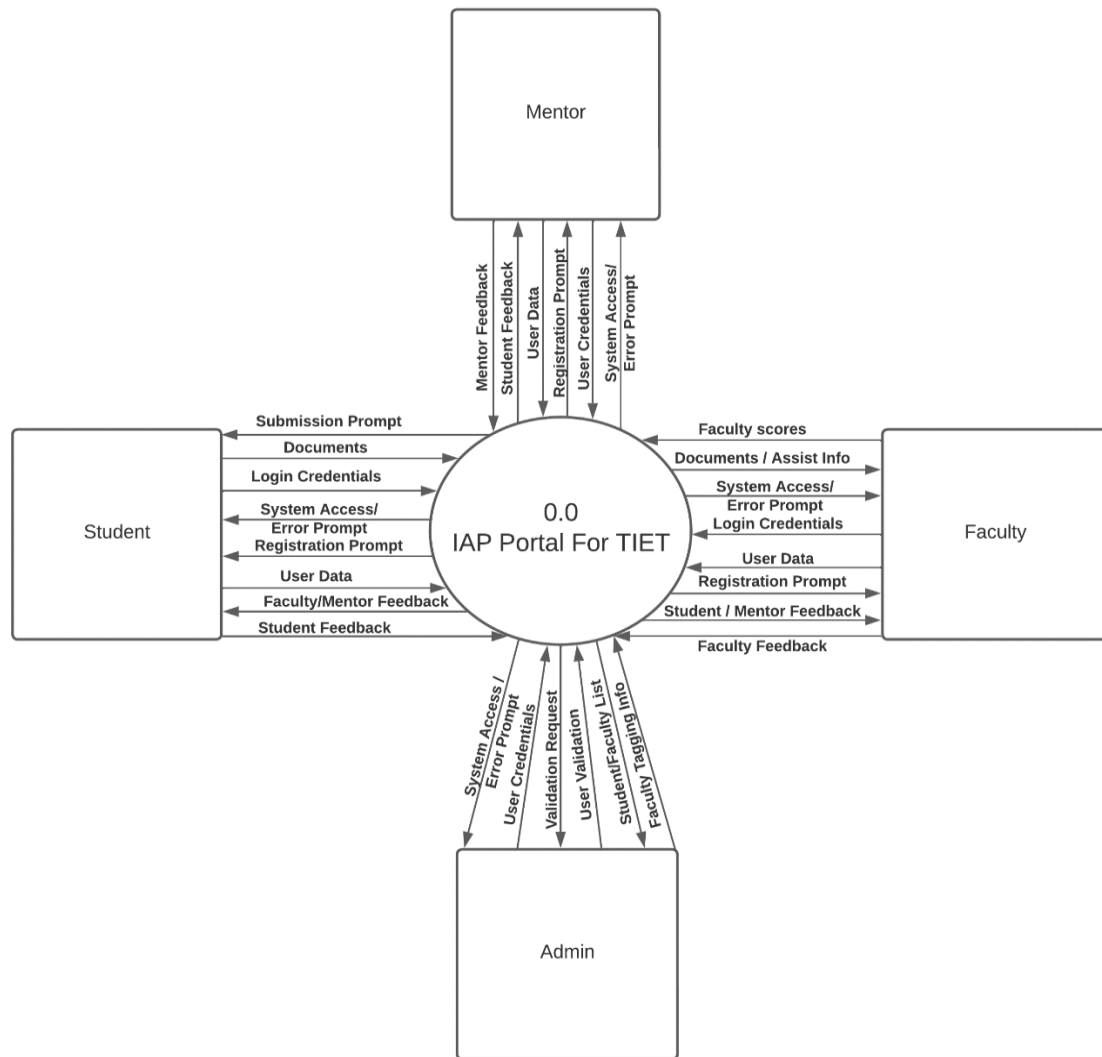 Mentor
Mentor Feedback
Student Feedback
User Data
Registration Prompt
User Credentials
System Access/
Error Prompt
Submission Prompt
Documents
Login Credentials
System Access/
Error Prompt
Registration Prompt
User Data
Faculty/Mentor Feedback
Student Feedback
Student
0.0
IAP Portal For TIET
Faculty scores
Documents / Assist Info
System Access/
Error Prompt
Login Credentials
User Data
Registration Prompt
Student / Mentor Feedback
Faculty Feedback
Faculty
System Access /
Error Prompt
User Credentials
Validation Request
User Validation
Student/Faculty List
Faculty Tagging Info
Admin